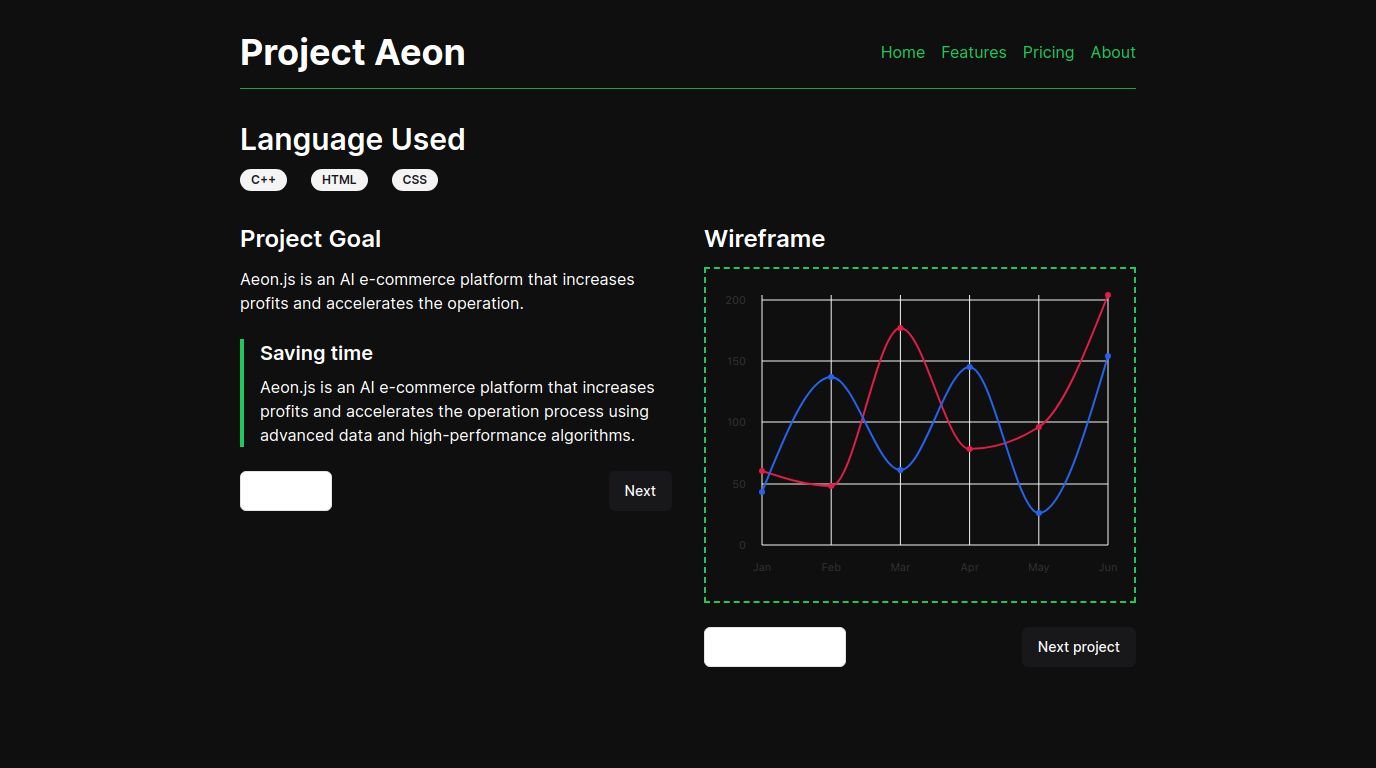 Project Aeon
Home Features Pricing About
Language Used
C++ HTML CSS
Project Goal
Aeon.js is an AI e-commerce platform that increases
profits and accelerates the operation.
Saving time
Aeon.js is an AI e-commerce platform that increases
profits and accelerates the operation process using
advanced data and high-performance algorithms.
Next
Wireframe
200
150
100
50
0
Jan Feb Mar Apr May Jun
Next project